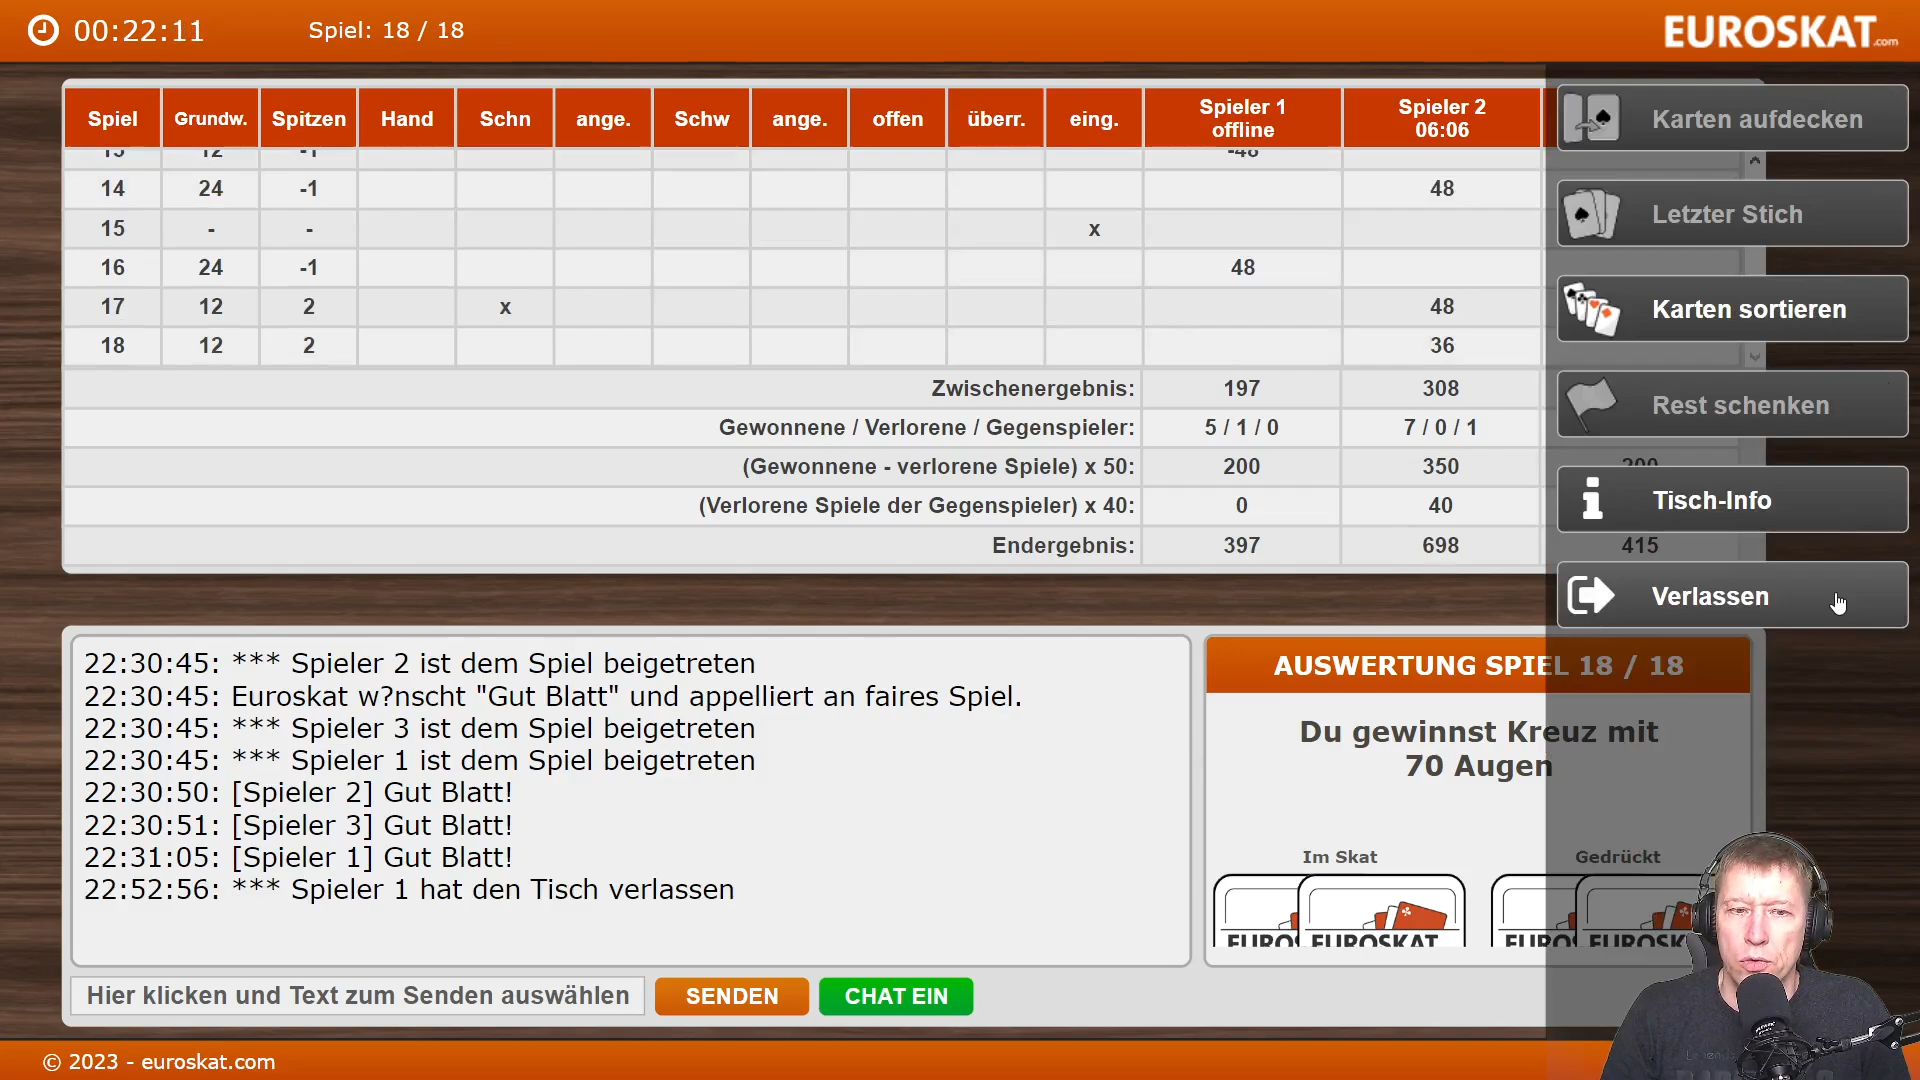 00:22:11 Spiel: 18 / 18
EUROSKAT.com
Spiel Grundw. Spitzen Hand Schn ange. Schw ange. offen überr. eing. Spieler 1 offline Spieler 2 06:06
13 12 -1 -48
14 24 -1 48
15 - - x
16 24 -1 48
17 12 2 x 48
18 12 2 36
Zwischenergebnis: 197 308
Gewonnene / Verlorene / Gegenspieler: 5 / 1 / 0 7 / 0 / 1
(Gewonnene - verlorene Spiele) x 50: 200 350 200
(Verlorene Spiele der Gegenspieler) x 40: 0 40
Endergebnis: 397 698 415
Karten aufdecken
Letzter Stich
Karten sortieren
Rest schenken
Tisch-Info
Verlassen
22:30:45: *** Spieler 2 ist dem Spiel beigetreten
22:30:45: Euroskat w?nscht "Gut Blatt" und appelliert an faires Spiel.
22:30:45: *** Spieler 3 ist dem Spiel beigetreten
22:30:45: *** Spieler 1 ist dem Spiel beigetreten
22:30:50: [Spieler 2] Gut Blatt!
22:30:51: [Spieler 3] Gut Blatt!
22:31:05: [Spieler 1] Gut Blatt!
22:52:56: *** Spieler 1 hat den Tisch verlassen
Hier klicken und Text zum Senden auswählen
SENDEN
CHAT EIN
AUSWERTUNG SPIEL 18 / 18
Du gewinnst Kreuz mit
70 Augen
Im Skat Gedrückt
EUROS EUROSKAT EUROS EUROSK
© 2023 - euroskat.com